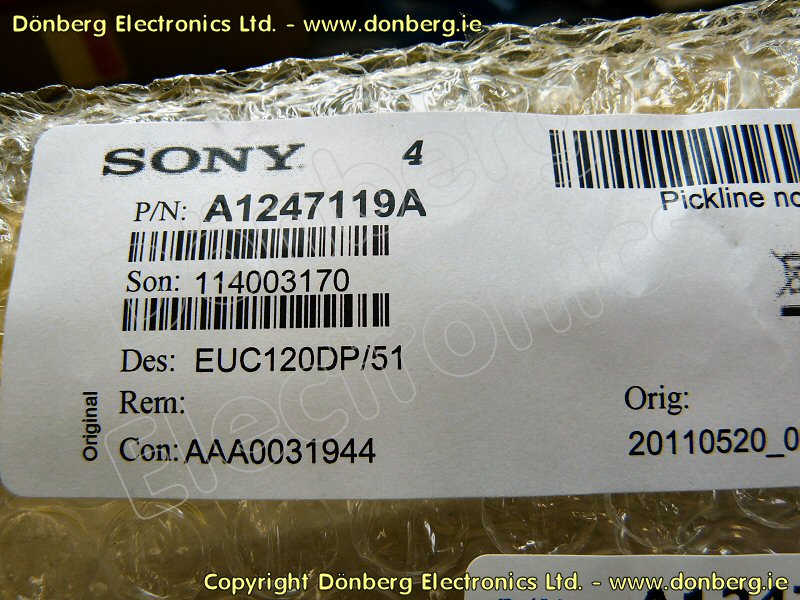 Dönberg Electronics Ltd. - www.donberg.ie
SONY 4
P/N: A1247119A
Pickline no
Son: 114003170
Des: EUC120DP/51
Rem:
Orig:
Original
Con: AAA0031944
20110520_0
Electronics
Copyright Dönberg Electronics Ltd. - www.donberg.ie